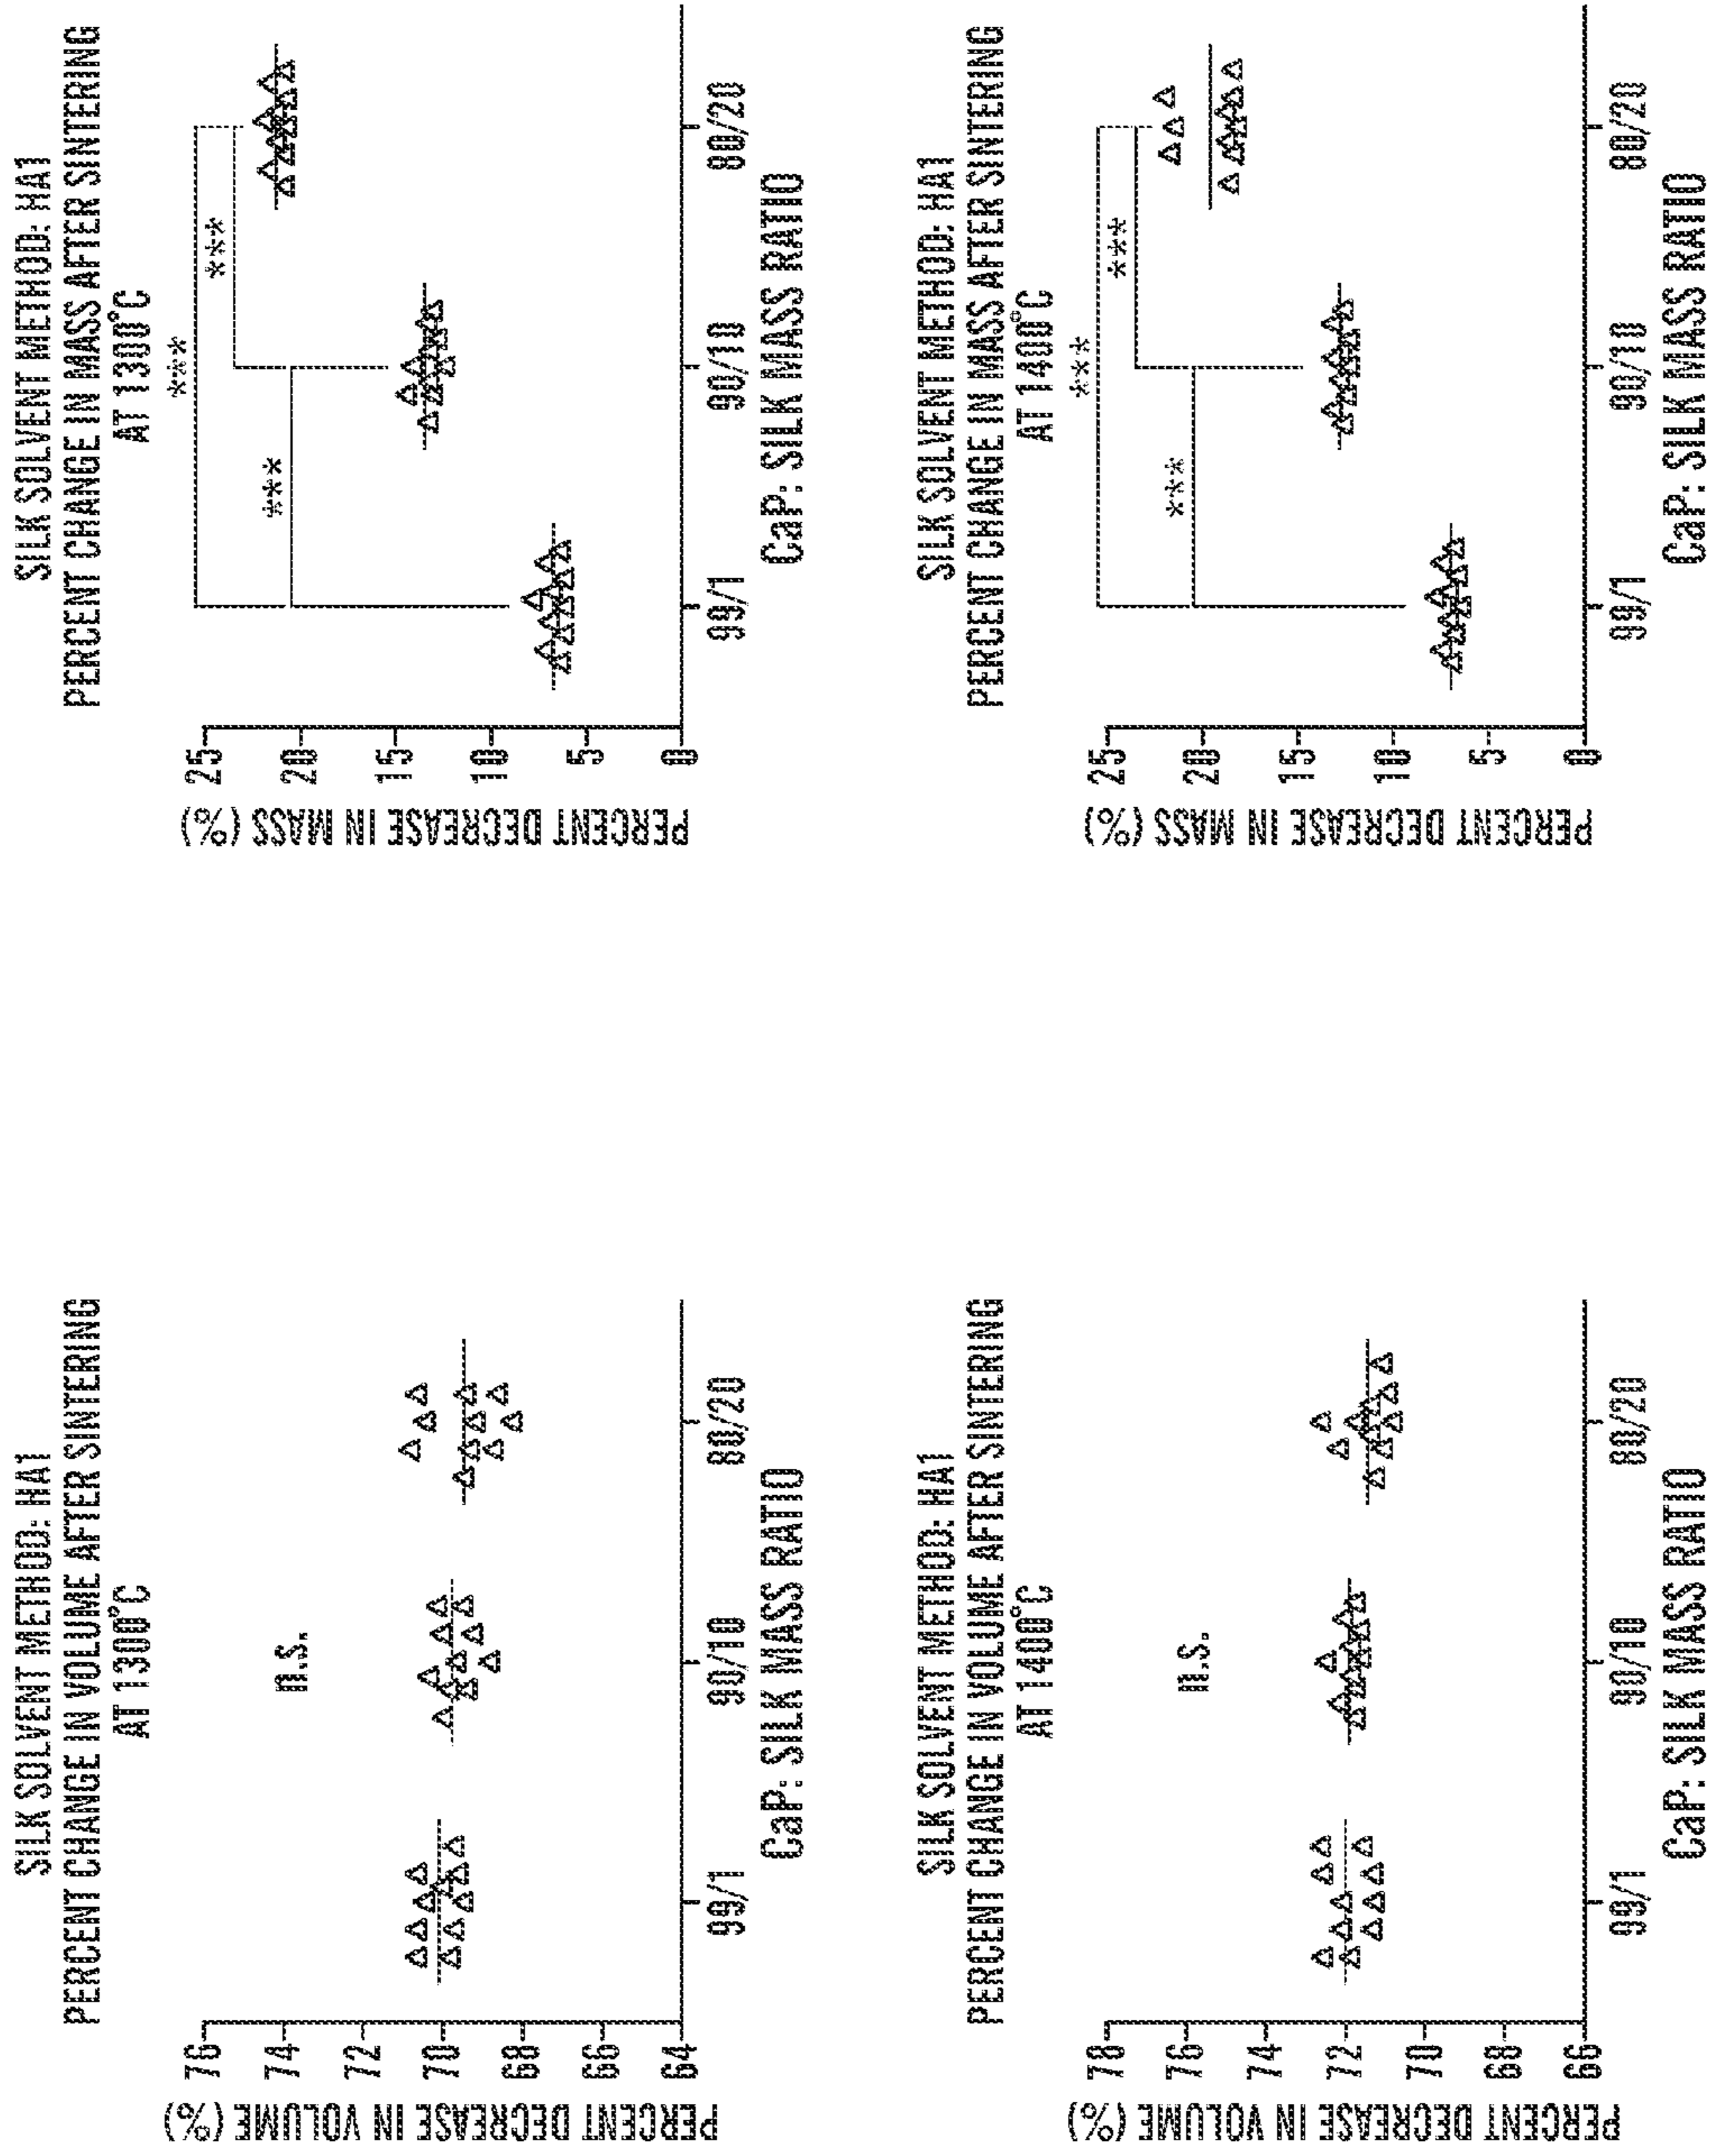 SILK SOLVENT METHOD: HA1
PERCENT CHANGE IN VOLUME AFTER SINTERING
AT 1300°C
n.s.
PERCENT DECREASE IN VOLUME (%)
76
74
72
70
68
66
64
99/1
90/10
80/20
CaP: SILK MASS RATIO
SILK SOLVENT METHOD: HA1
PERCENT CHANGE IN MASS AFTER SINTERING
AT 1300°C
***
***
***
PERCENT DECREASE IN MASS (%)
25
20
15
10
5
0
99/1
90/10
80/20
CaP: SILK MASS RATIO
SILK SOLVENT METHOD: HA1
PERCENT CHANGE IN VOLUME AFTER SINTERING
AT 1400°C
n.s.
PERCENT DECREASE IN VOLUME (%)
78
76
74
72
70
68
66
99/1
90/10
80/20
CaP: SILK MASS RATIO
SILK SOLVENT METHOD: HA1
PERCENT CHANGE IN MASS AFTER SINTERING
AT 1400°C
***
***
***
PERCENT DECREASE IN MASS (%)
25
20
15
10
5
0
99/1
90/10
80/20
CaP: SILK MASS RATIO